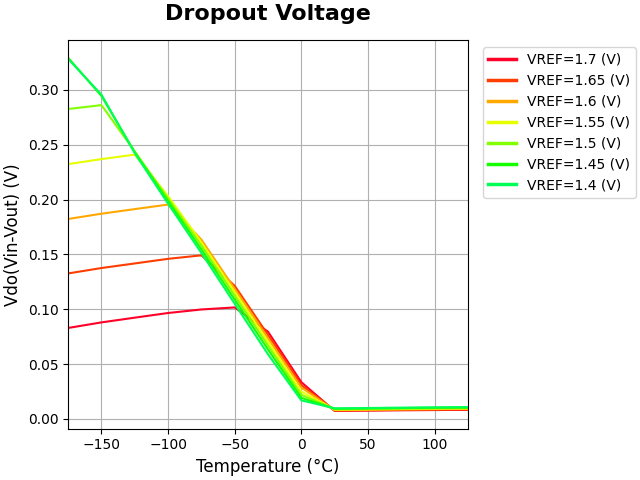 Dropout Voltage
Vdo(Vin-Vout) (V)
0.30
0.25
0.20
0.15
0.10
0.05
0.00
−150
−100
−50
0
50
100
Temperature (°C)
VREF=1.7 (V)
VREF=1.65 (V)
VREF=1.6 (V)
VREF=1.55 (V)
VREF=1.5 (V)
VREF=1.45 (V)
VREF=1.4 (V)